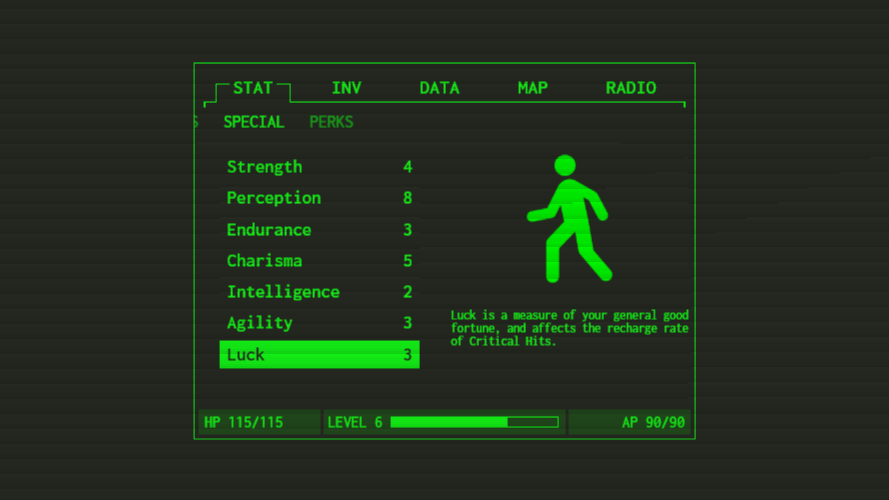 STAT INV DATA MAP RADIO
SPECIAL PERKS
Strength 4
Perception 8
Endurance 3
Charisma 5
Intelligence 2
Agility 3
Luck 3
Luck is a measure of your general good
fortune, and affects the recharge rate
of Critical Hits.
HP 115/115 LEVEL 6 AP 90/90